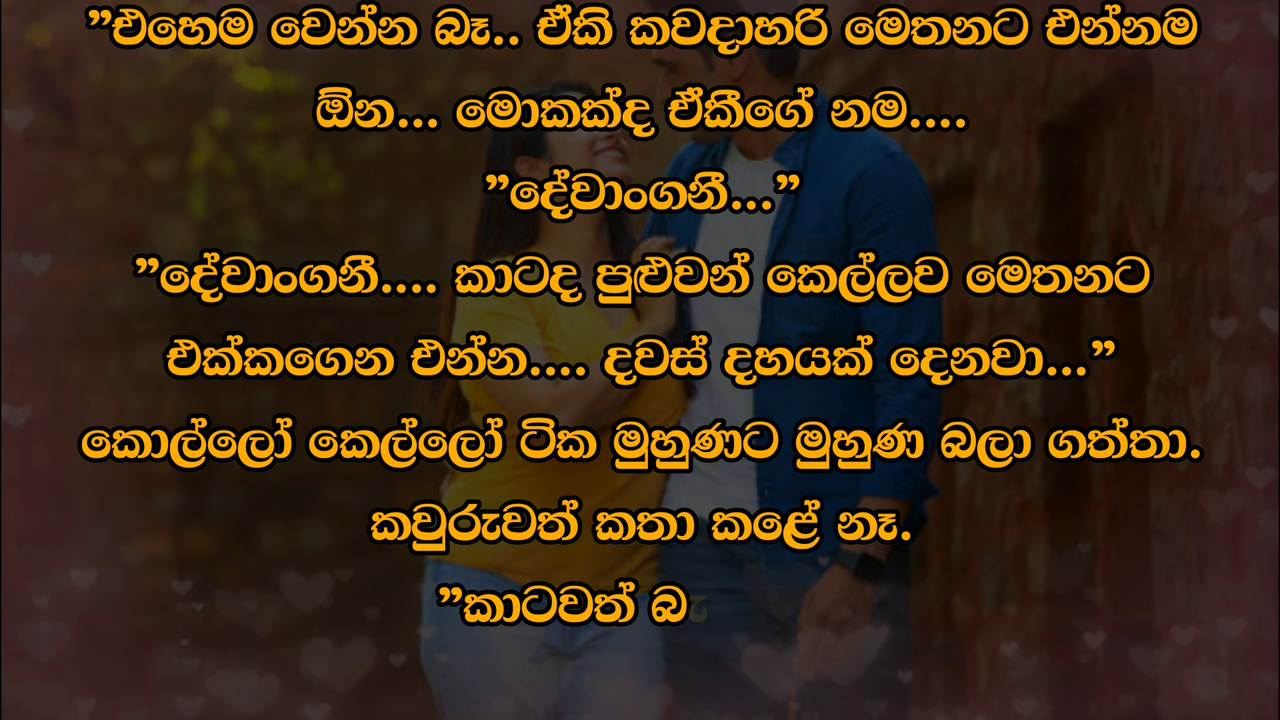 ”එහෙම වෙන්න බෑ.. ඒකි කවදාහරි මෙතනට එන්නම
ඕන... මොකක්ද ඒකීගේ නම....
”දේවාංගනී...”
”දේවාංගනී.... කාටද පුළුවන් කෙල්ලව මෙතනට
එක්කගෙන එන්න.... දවස් දහයක් දෙනවා...”
කොල්ලෝ කෙල්ලෝ ටික මුහුණට මුහුණ බලා ගත්තා.
කවුරුවත් කතා කළේ නෑ.
”කාටවත් බැ